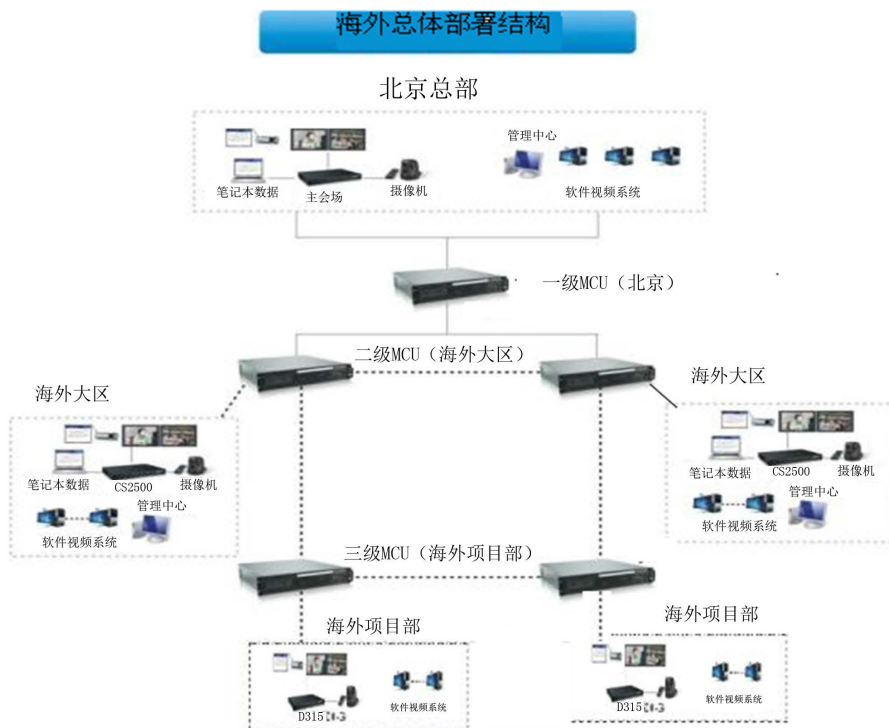 海外总体部署结构
北京总部
管理中心
笔记本数据
主会场
摄像机
软件视频系统
一级MCU（北京）
二级MCU（海外大区）
海外大区
海外大区
笔记本数据
CS2500
摄像机
管理中心
软件视频系统
笔记本数据
CS2500
摄像机
管理中心
软件视频系统
三级MCU（海外项目部）
海外项目部
海外项目部
D315
软件视频系统
D315
软件视频系统